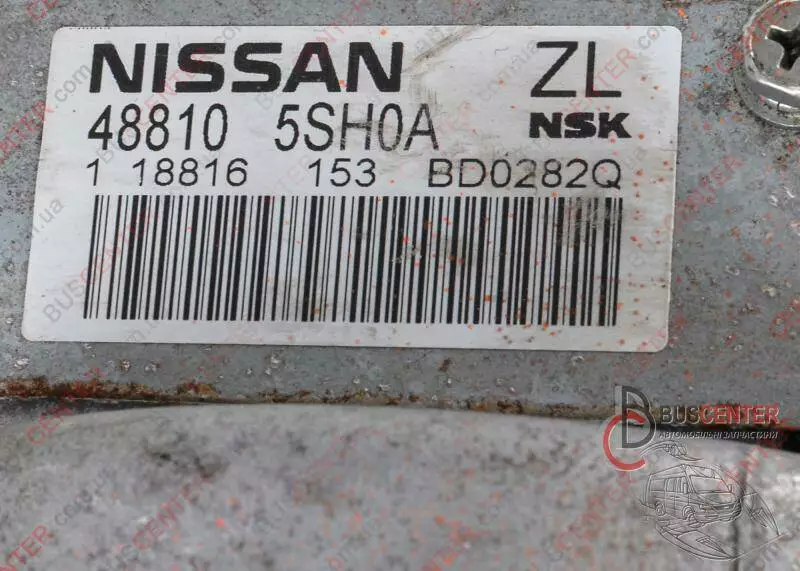 NISSAN ZL
48810 5SH0A NSK
1 18816 153 BD0282Q
BUSCENTER
АВТОМОБІЛЬНІ ЗАПЧАСТИНИ